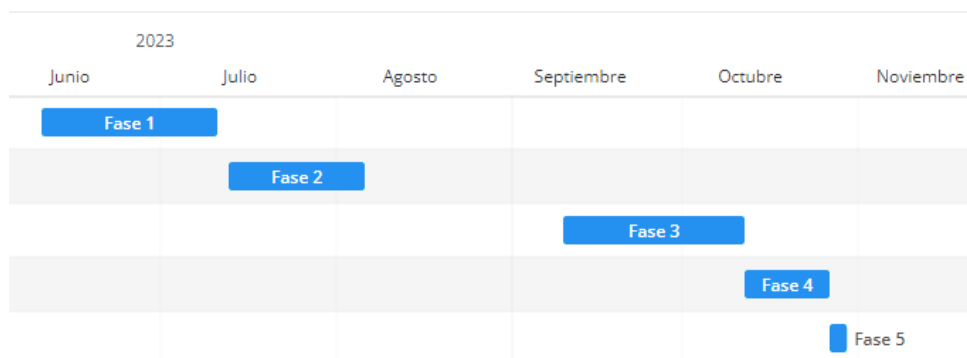 2023
Junio Julio Agosto Septiembre Octubre Noviembre
Fase 1
Fase 2
Fase 3
Fase 4
Fase 5